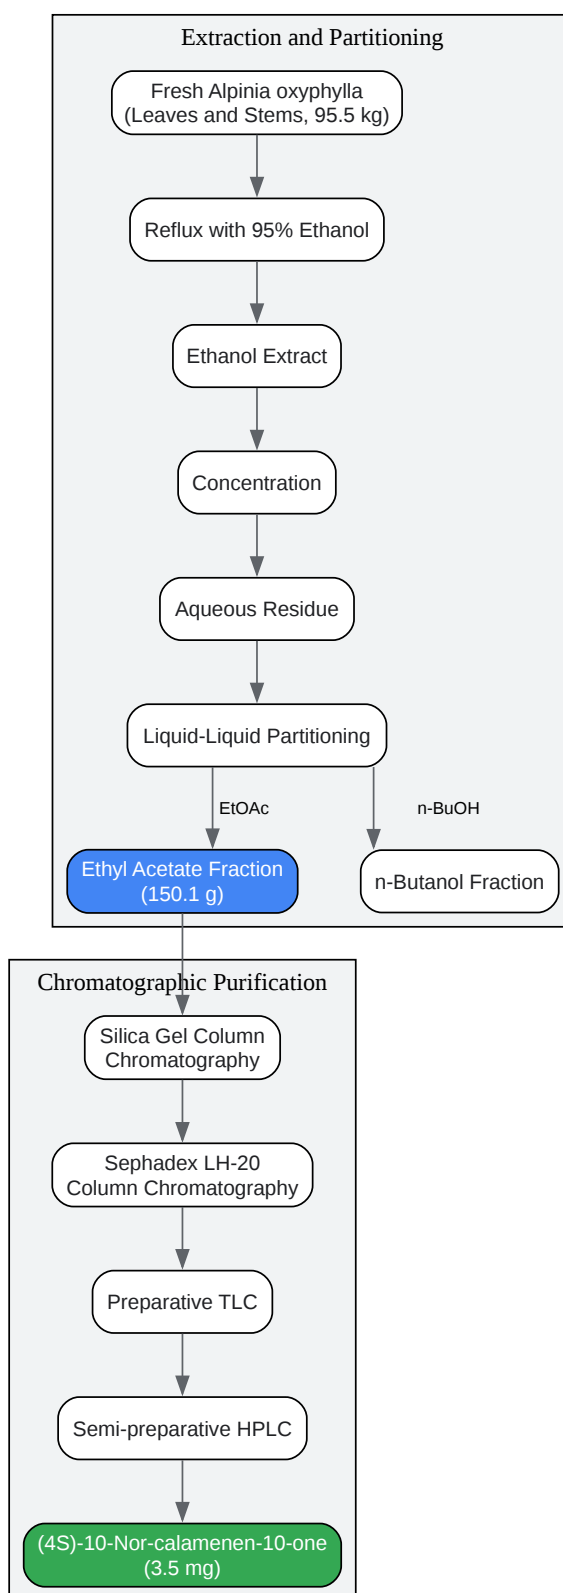 Extraction and Partitioning
Fresh Alpinia oxyphylla
(Leaves and Stems, 95.5 kg)
Reflux with 95% Ethanol
Ethanol Extract
Concentration
Aqueous Residue
Liquid-Liquid Partitioning
EtOAc
n-BuOH
Ethyl Acetate Fraction
(150.1 g)
n-Butanol Fraction
Chromatographic Purification
Silica Gel Column
Chromatography
Sephadex LH-20
Column Chromatography
Preparative TLC
Semi-preparative HPLC
(4S)-10-Nor-calamenen-10-one
(3.5 mg)